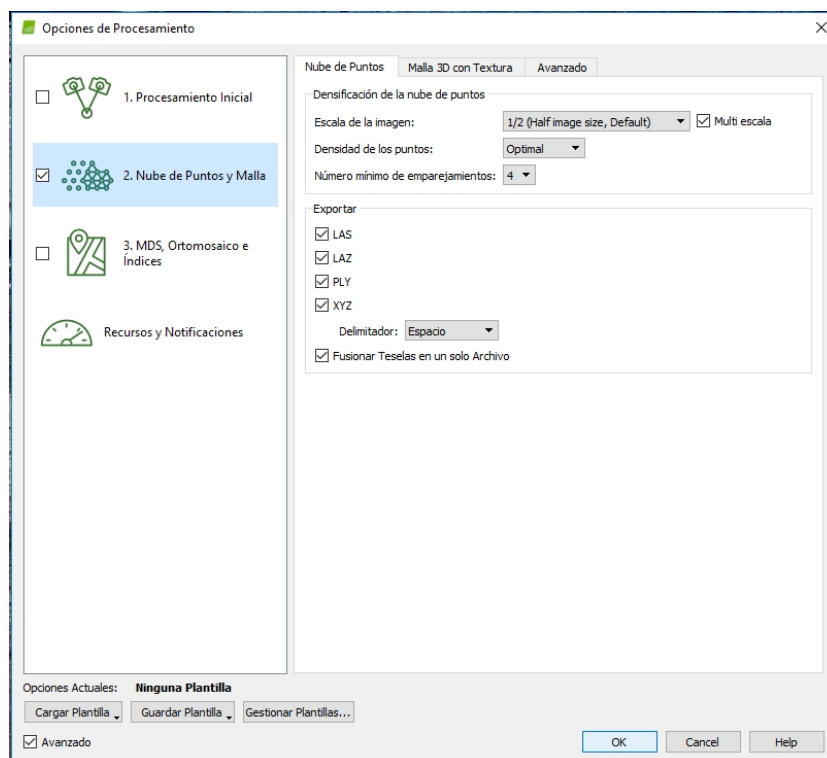 Opciones de Procesamiento
1. Procesamiento Inicial
2. Nube de Puntos y Malla
3. MDS, Ortomosaico e
Índices
Recursos y Notificaciones
Nube de Puntos Malla 3D con Textura Avanzado
Densificación de la nube de puntos
Escala de la imagen: 1/2 (Half image size, Default) Multi escala
Densidad de los puntos: Optimal
Número mínimo de emparejamientos: 4
Exportar
LAS
LAZ
PLY
XYZ
Delimitador: Espacio
Fusionar Teselas en un solo Archivo
Opciones Actuales: Ninguna Plantilla
Cargar Plantilla Guardar Plantilla Gestionar Plantillas...
Avanzado OK Cancel Help